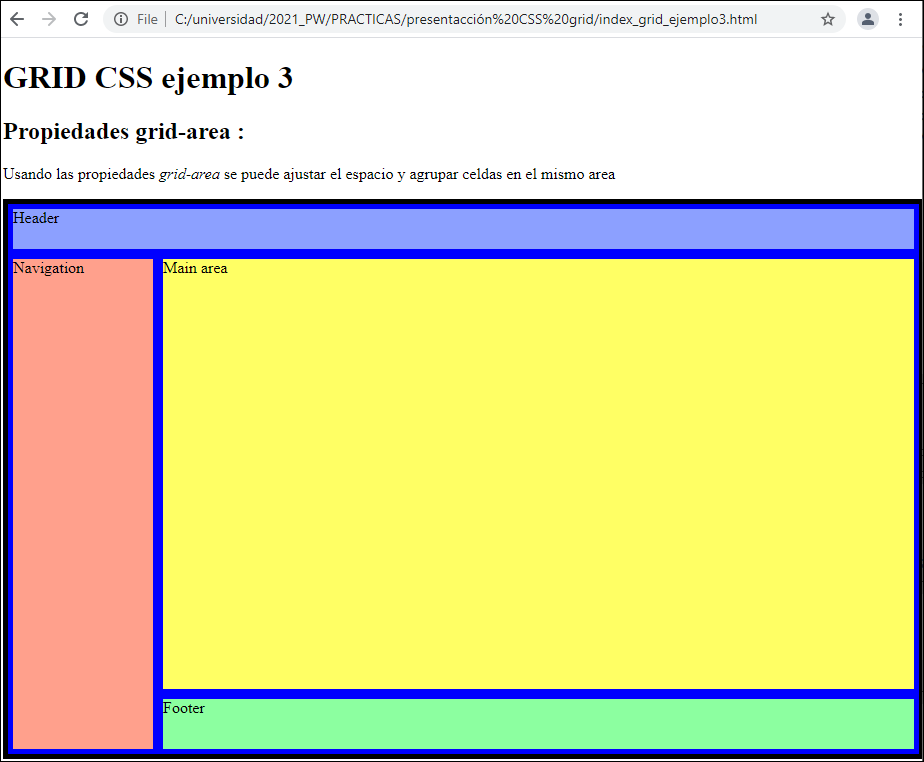 File
C:/universidad/2021_PW/PRACTICAS/presentacción%20CSS%20grid/index_grid_ejemplo3.html
GRID CSS ejemplo 3
Propiedades grid-area :
Usando las propiedades grid-area se puede ajustar el espacio y agrupar celdas en el mismo area
Header
Navigation
Main area
Footer